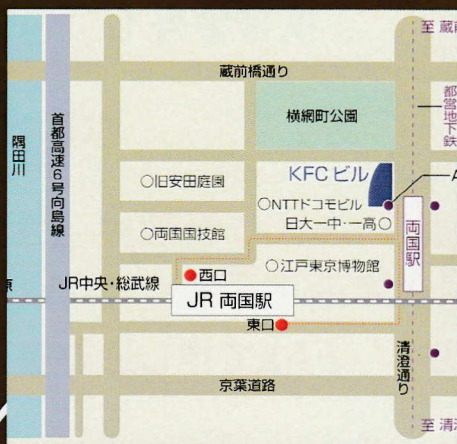 至 蔵前
蔵前橋通り
都営地下鉄
横網町公園
首都高速6号向島線
隅田川
KFC ビル
A
○旧安田庭園
○NTTドコモビル
日大一中・一高○
両国駅
○両国国技館
○江戸東京博物館
西口
JR中央・総武線
JR 両国駅
東口
清澄通り
京葉道路
至 清